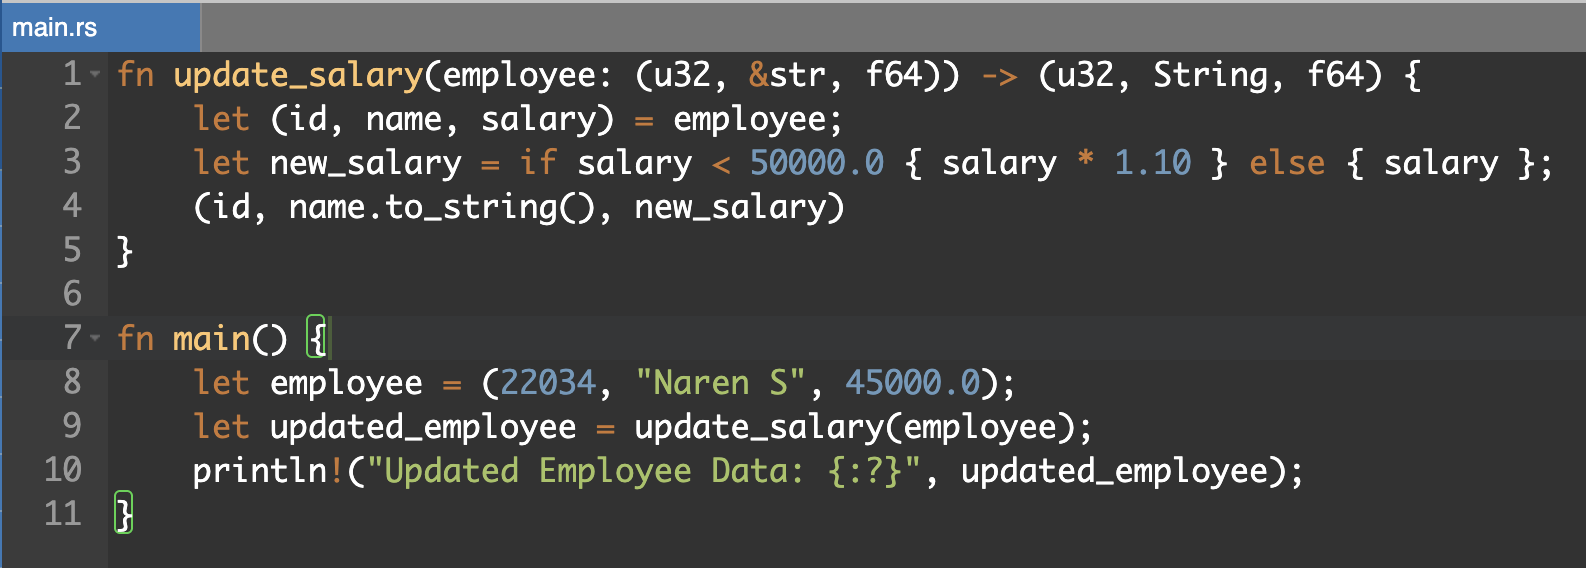 main.rs
1 fn update_salary(employee: (u32, &str, f64)) -> (u32, String, f64) {
2     let (id, name, salary) = employee;
3     let new_salary = if salary < 50000.0 { salary * 1.10 } else { salary };
4     (id, name.to_string(), new_salary)
5 }
6
7 fn main() {
8     let employee = (22034, "Naren S", 45000.0);
9     let updated_employee = update_salary(employee);
10     println!("Updated Employee Data: {:?}", updated_employee);
11 }